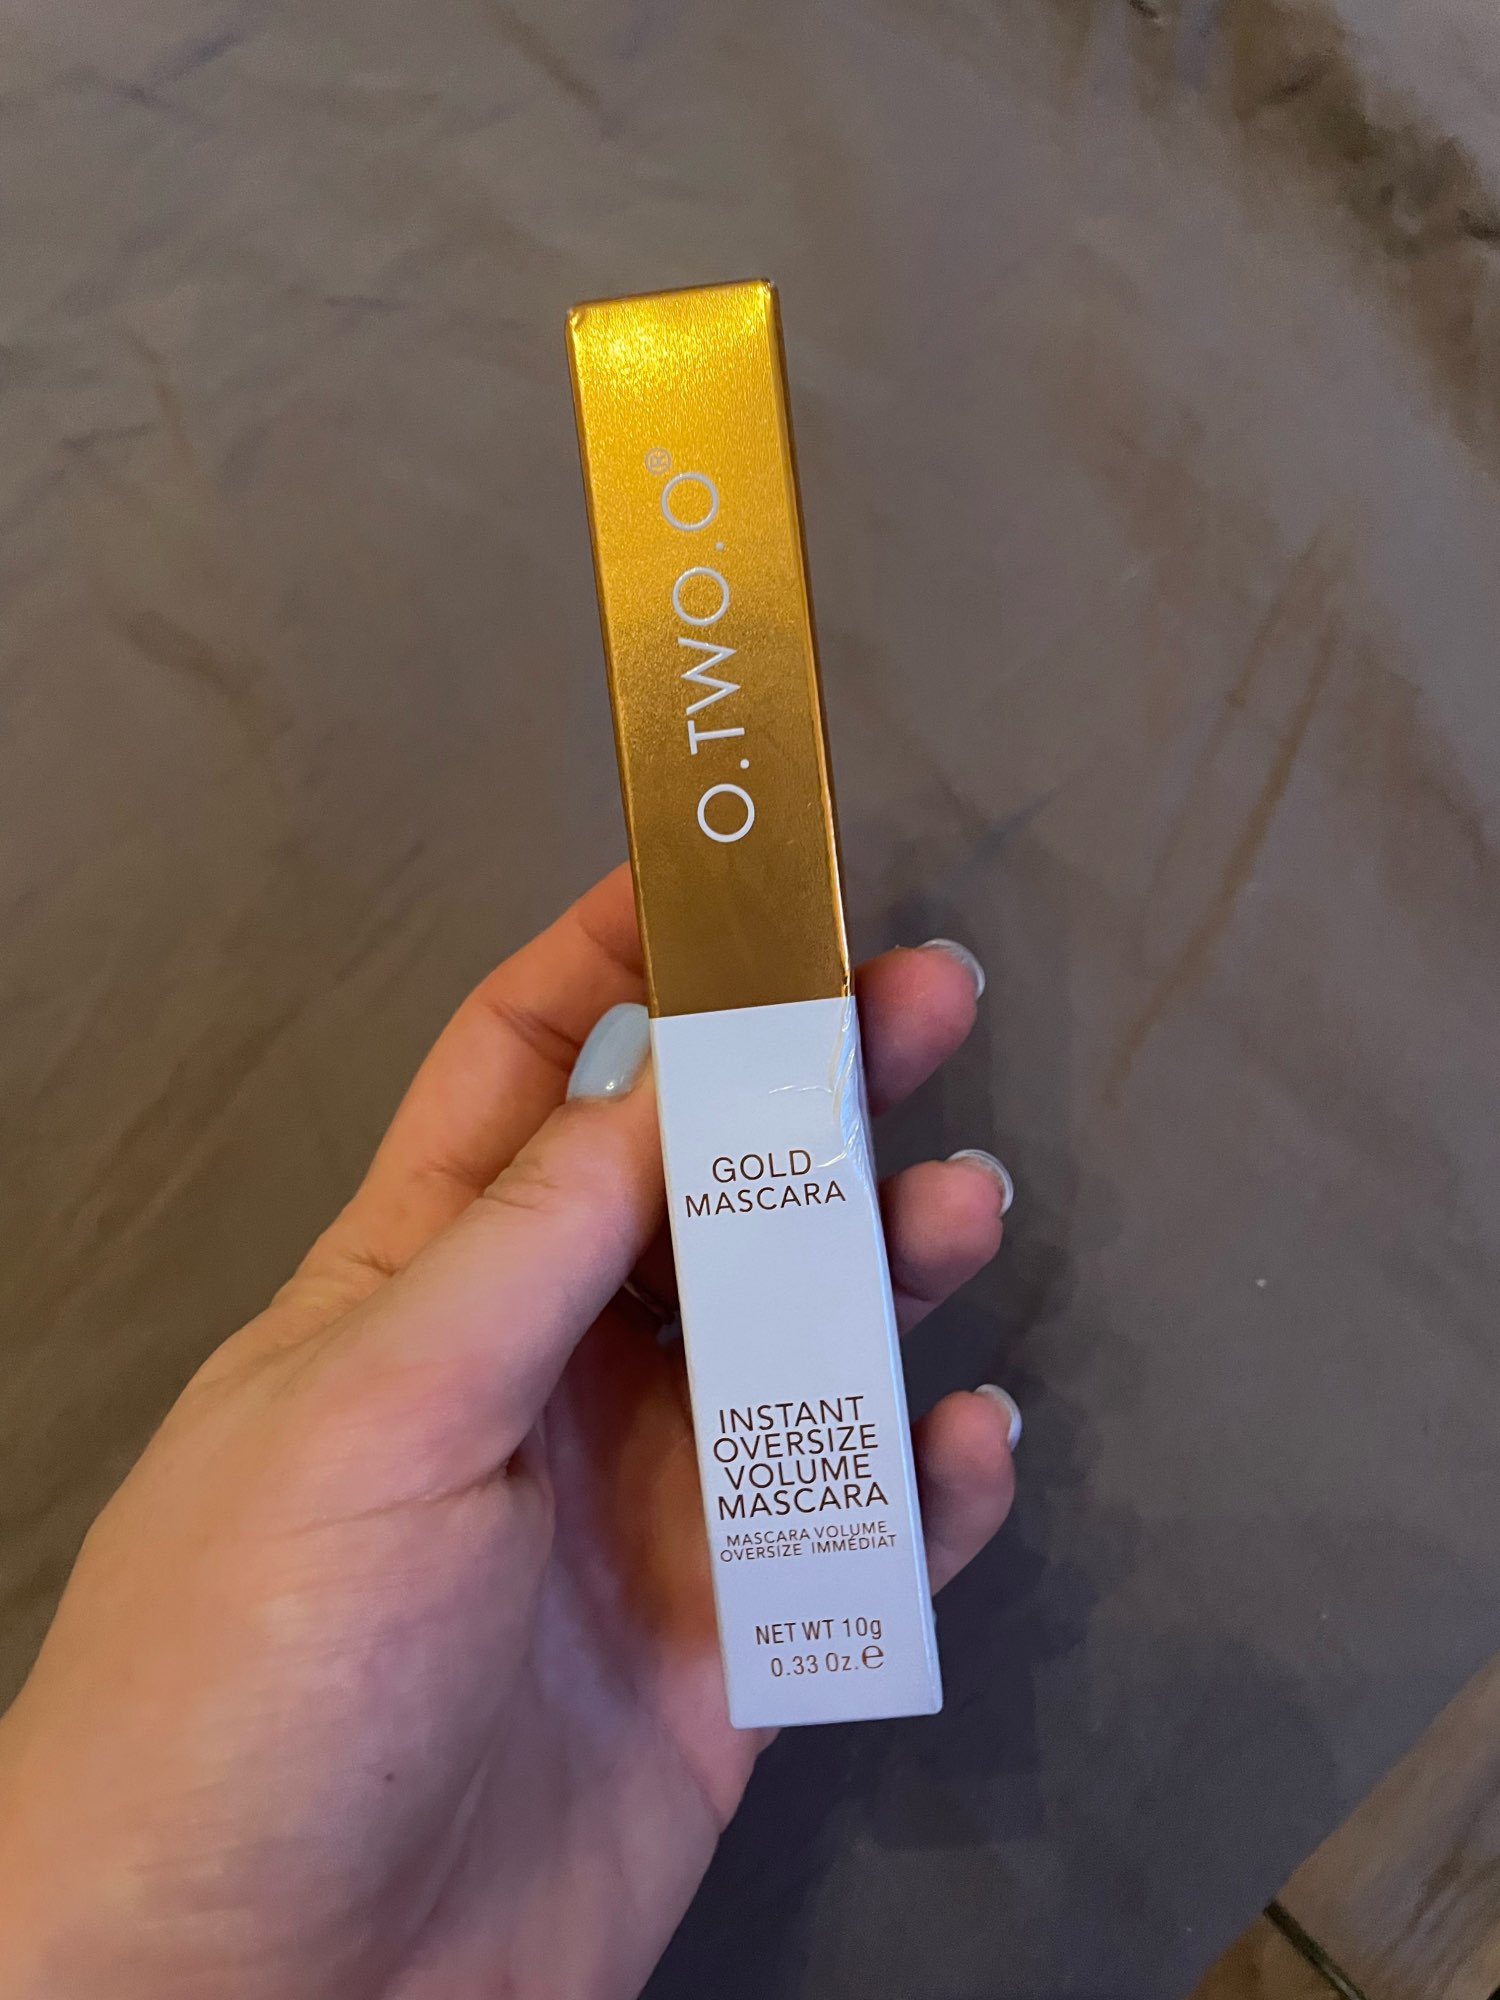 O.TWO.O®
GOLD
MASCARA
INSTANT
OVERSIZE
VOLUME
MASCARA
MASCARA VOLUME
OVERSIZE IMMÉDIAT
NET WT 10g
0.33 Oz.℮